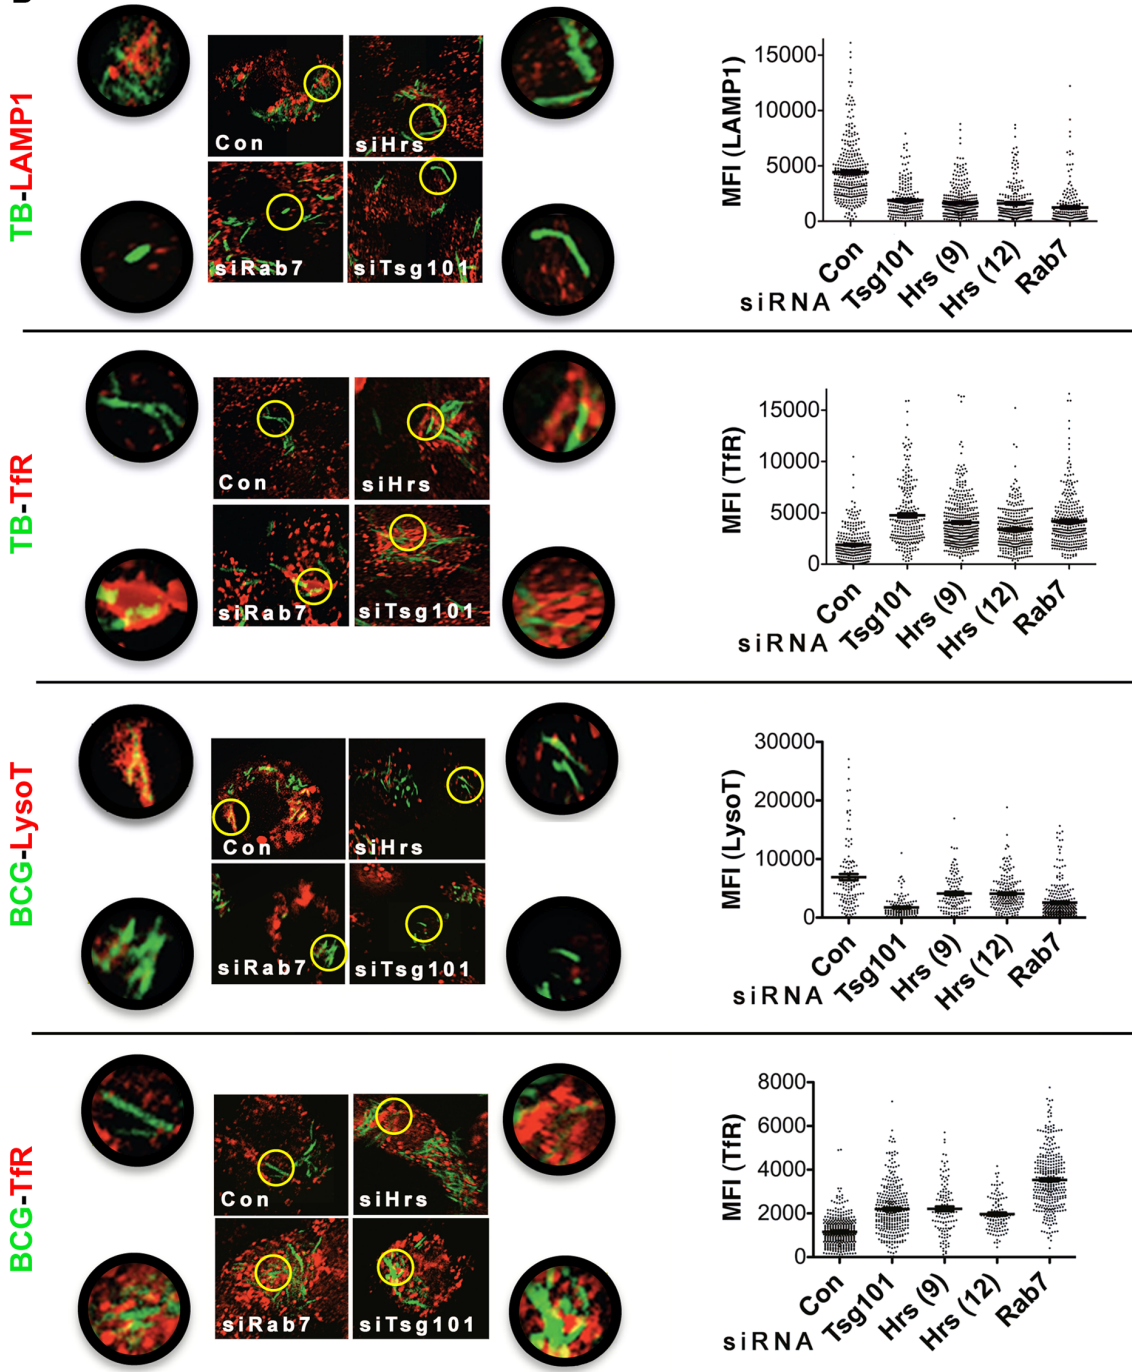 TB-LAMP1
Con
siHrs
siRab7
siTsg101
MFI (LAMP1)
15000
10000
5000
0
siRNA
Con
Tsg101
Hrs (9)
Hrs (12)
Rab7
TB-TfR
Con
siHrs
siRab7
siTsg101
MFI (TfR)
15000
10000
5000
0
siRNA
Con
Tsg101
Hrs (9)
Hrs (12)
Rab7
BCG-LysoT
Con
siHrs
siRab7
siTsg101
MFI (LysoT)
30000
20000
10000
0
siRNA
Con
Tsg101
Hrs (9)
Hrs (12)
Rab7
BCG-TfR
Con
siHrs
siRab7
siTsg101
MFI (TfR)
8000
6000
4000
2000
0
siRNA
Con
Tsg101
Hrs (9)
Hrs (12)
Rab7